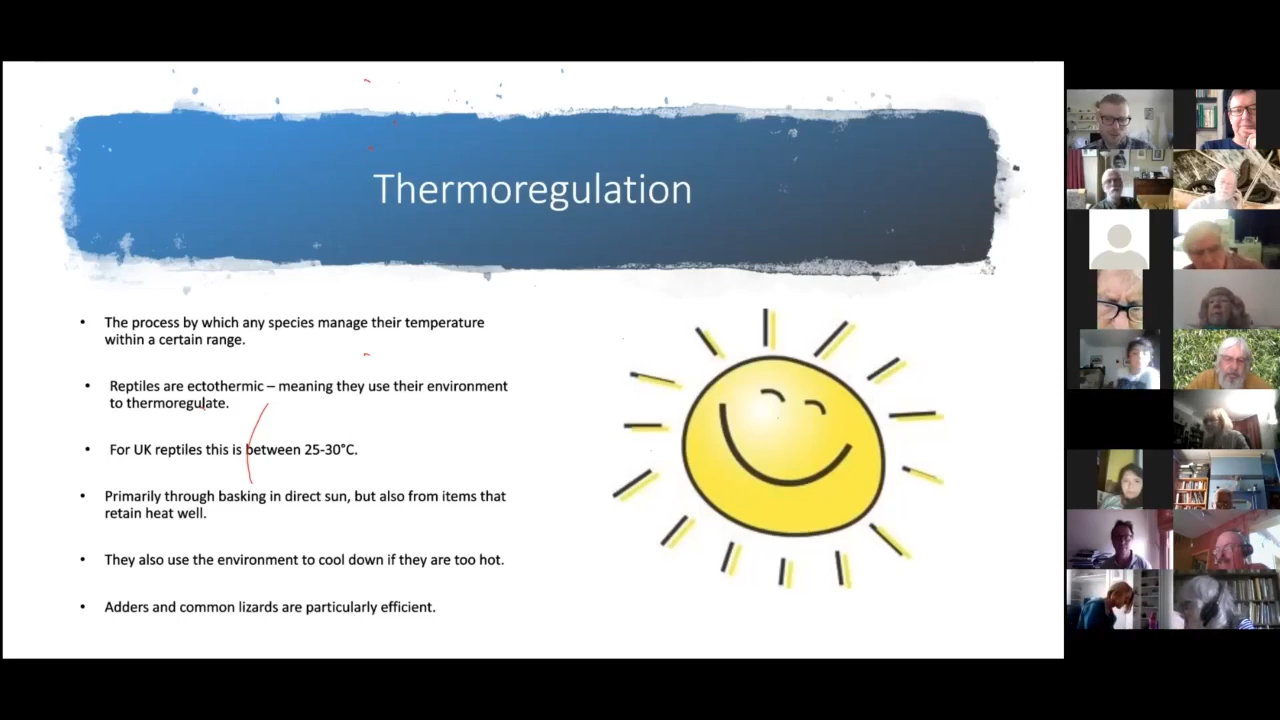 Thermoregulation
• The process by which any species manage their temperature
within a certain range.
• Reptiles are ectothermic – meaning they use their environment
to thermoregulate.
• For UK reptiles this is between 25-30°C.
• Primarily through basking in direct sun, but also from items that
retain heat well.
• They also use the environment to cool down if they are too hot.
• Adders and common lizards are particularly efficient.